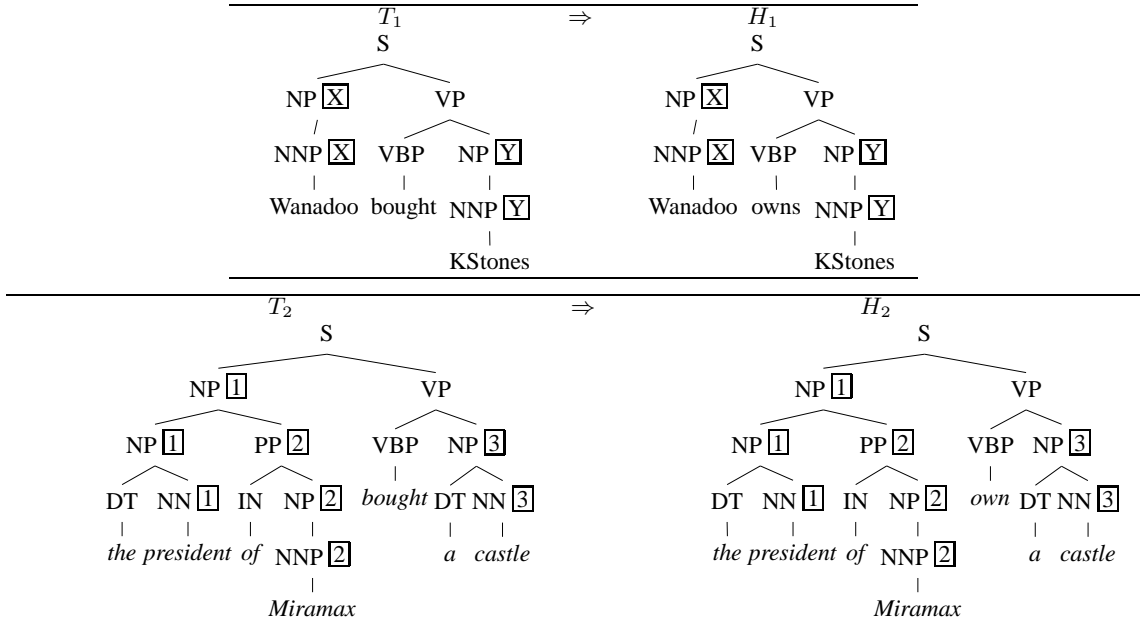 T1 ⇒ H1
S S
NP X VP NP X VP
NNP X VBP NP Y NNP X VBP NP Y
Wanadoo bought NNP Y Wanadoo owns NNP Y
KStones KStones
T2 ⇒ H2
S S
NP 1 VP NP 1 VP
NP 1 PP 2 VBP NP 3 NP 1 PP 2 VBP NP 3
DT NN 1 IN NP 2 bought DT NN 3 DT NN 1 IN NP 2 own DT NN 3
the president of NNP 2 a castle the president of NNP 2 a castle
Miramax Miramax